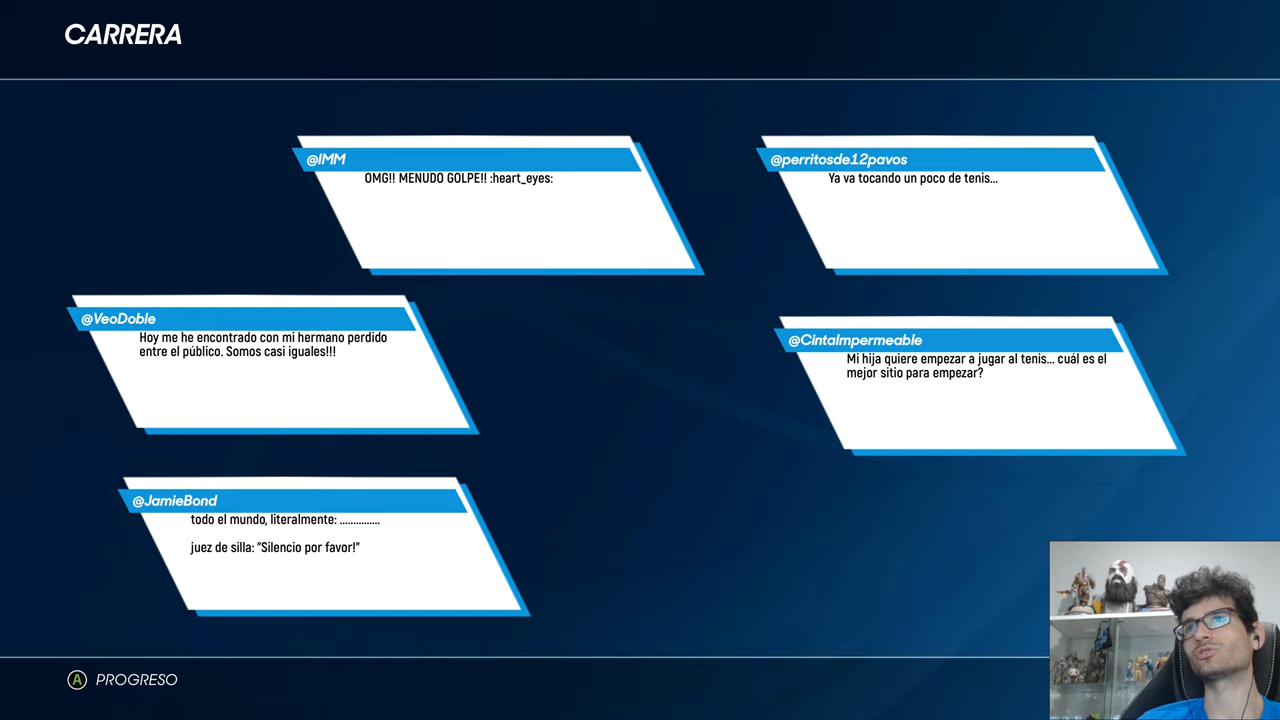 CARRERA
@IMM
OMG!! MENUDO GOLPE!! :heart_eyes:
@perritosde12pavos
Ya va tocando un poco de tenis...
@VeoDoble
Hoy me he encontrado con mi hermano perdido
entre el público. Somos casi iguales!!!
@CintaImpermeable
Mi hija quiere empezar a jugar al tenis... cuál es el
mejor sitio para empezar?
@JamieBond
todo el mundo, literalmente: ...............
juez de silla: "Silencio por favor!"
A PROGRESO